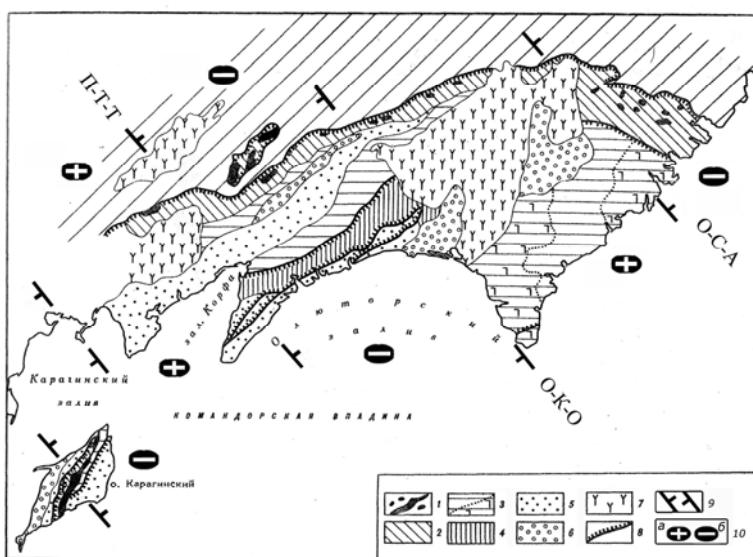 П-Т-Т
О-С-А
зал. Корфа
Олюторский
залив
О-К-О
Карагинский
залив
КОМАНДОРСКАЯ ВПАДИНА
о. Карагинский
1
3
5
7
9
2
4
6
8
а
б
10